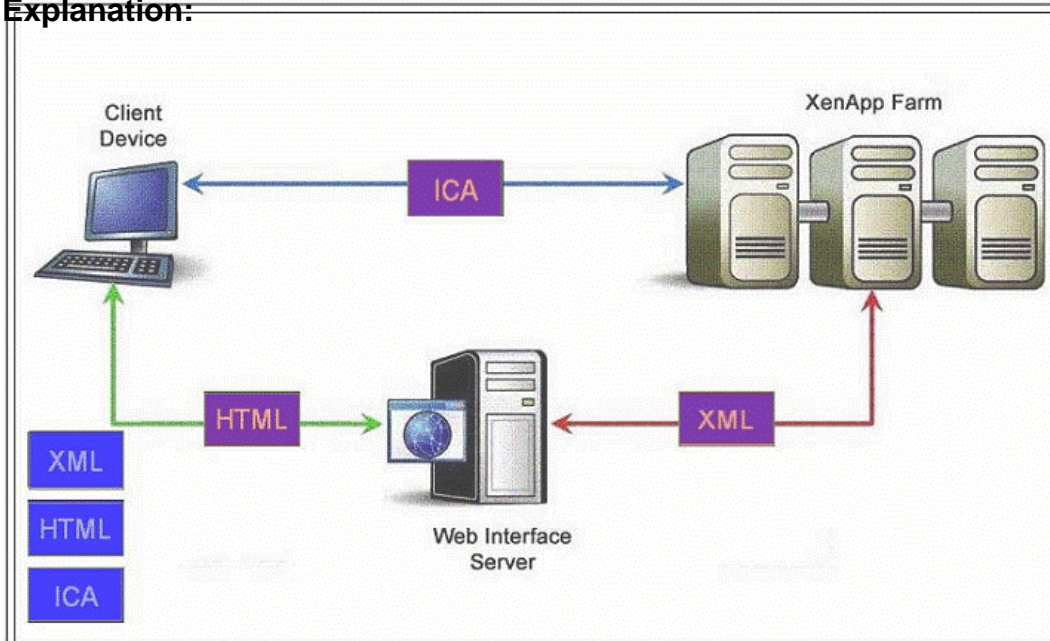 Explanation:
Client
Device
XenApp Farm
ICA
HTML
XML
XML
HTML
ICA
Web Interface
Server